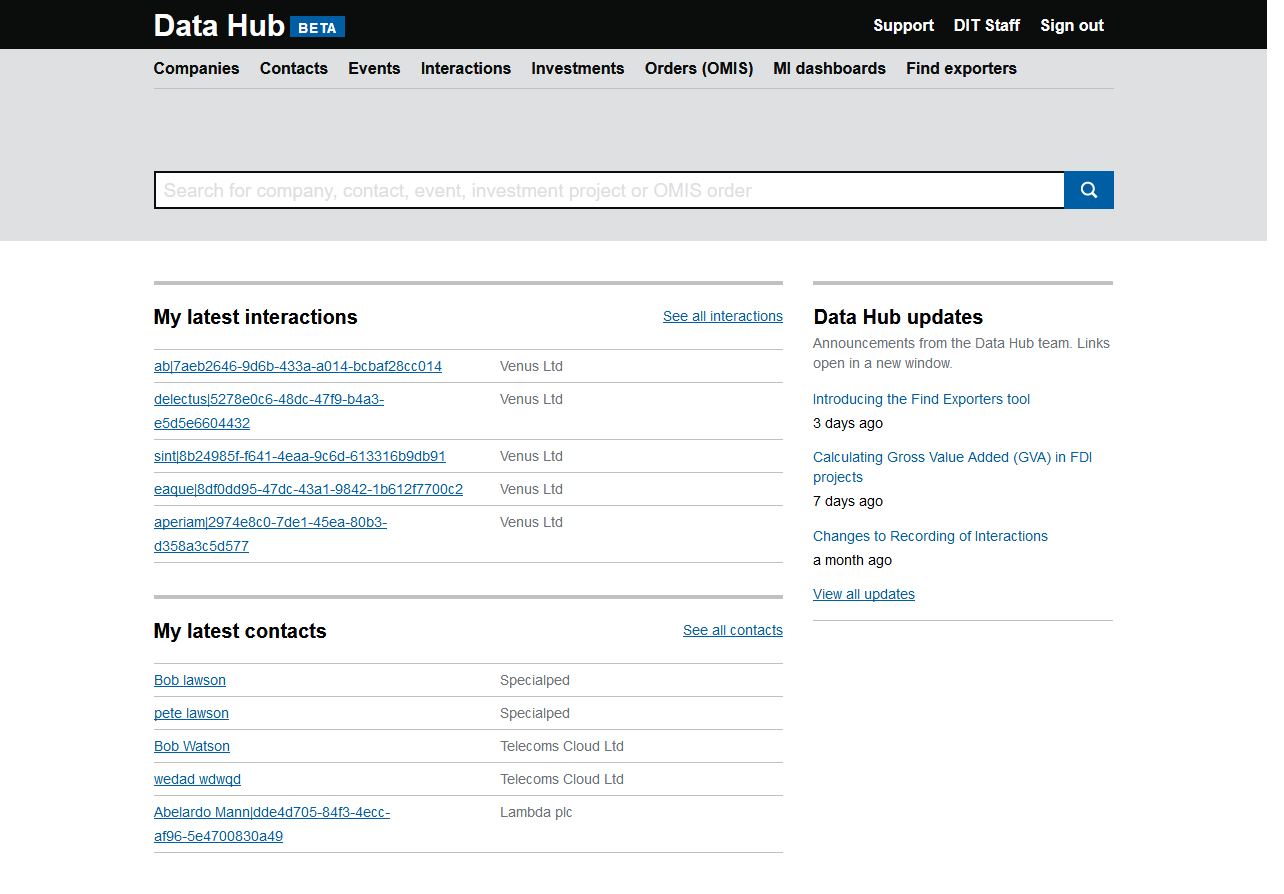 Data Hub BETA
Support DIT Staff Sign out
Companies Contacts Events Interactions Investments Orders (OMIS) MI dashboards Find exporters
Search for company, contact, event, investment project or OMIS order
My latest interactions
See all interactions
ab|7aeb2646-9d6b-433a-a014-bcbaf28cc014 Venus Ltd
delectus|5278e0c6-48dc-47f9-b4a3- Venus Ltd
e5d5e6604432
sint|8b24985f-f641-4eaa-9c6d-613316b9db91 Venus Ltd
eaque|8df0dd95-47dc-43a1-9842-1b612f7700c2 Venus Ltd
aperiam|2974e8c0-7de1-45ea-80b3- Venus Ltd
d358a3c5d577
My latest contacts
See all contacts
Bob lawson Specialped
pete lawson Specialped
Bob Watson Telecoms Cloud Ltd
wedad wdwqd Telecoms Cloud Ltd
Abelardo Mann|dde4d705-84f3-4ecc- Lambda plc
af96-5e4700830a49
Data Hub updates
Announcements from the Data Hub team. Links
open in a new window.
Introducing the Find Exporters tool
3 days ago
Calculating Gross Value Added (GVA) in FDI
projects
7 days ago
Changes to Recording of Interactions
a month ago
View all updates